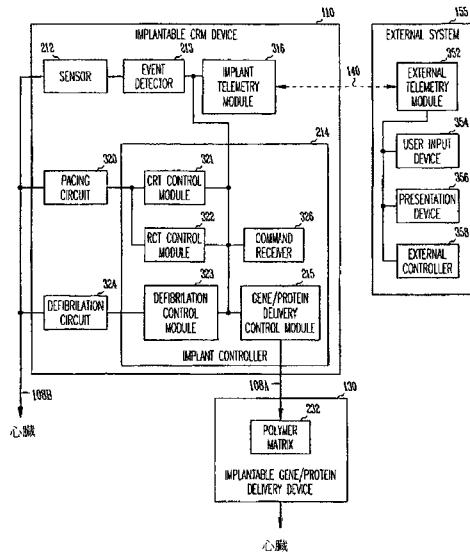 IMPLANTABLE CRM DEVICE
110
212
SENSOR
213
EVENT
DETECTOR
316
IMPLANT
TELEMETRY
MODULE
140
EXTERNAL SYSTEM
155
352
EXTERNAL
TELEMETRY
MODULE
354
USER INPUT
DEVICE
356
PRESENTATION
DEVICE
358
EXTERNAL
CONTROLLER
214
320
PACING
CIRCUIT
321
CRT CONTROL
MODULE
322
RCT CONTROL
MODULE
326
COMMAND
RECEIVER
324
DEFIBRILATION
CIRCUIT
323
DEFIBRILATION
CONTROL
MODULE
215
GENE/PROTEIN
DELIVERY
CONTROL MODULE
IMPLANT CONTROLLER
108B
心臓
108A
130
232
POLYMER
MATRIX
IMPLANTABLE GENE/PROTEIN
DELIVERY DEVICE
心臓